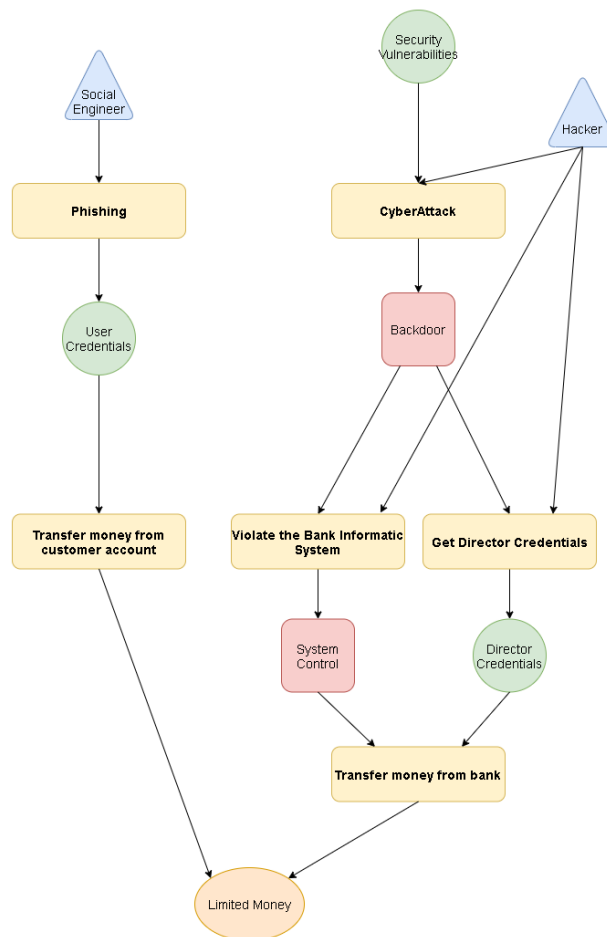 Security
Vulnerabilities
Social
Engineer
Hacker
Phishing
CyberAttack
User
Credentials
Backdoor
Transfer money from
customer account
Violate the Bank Informatic
System
Get Director Credentials
System
Control
Director
Credentials
Transfer money from bank
Limited Money